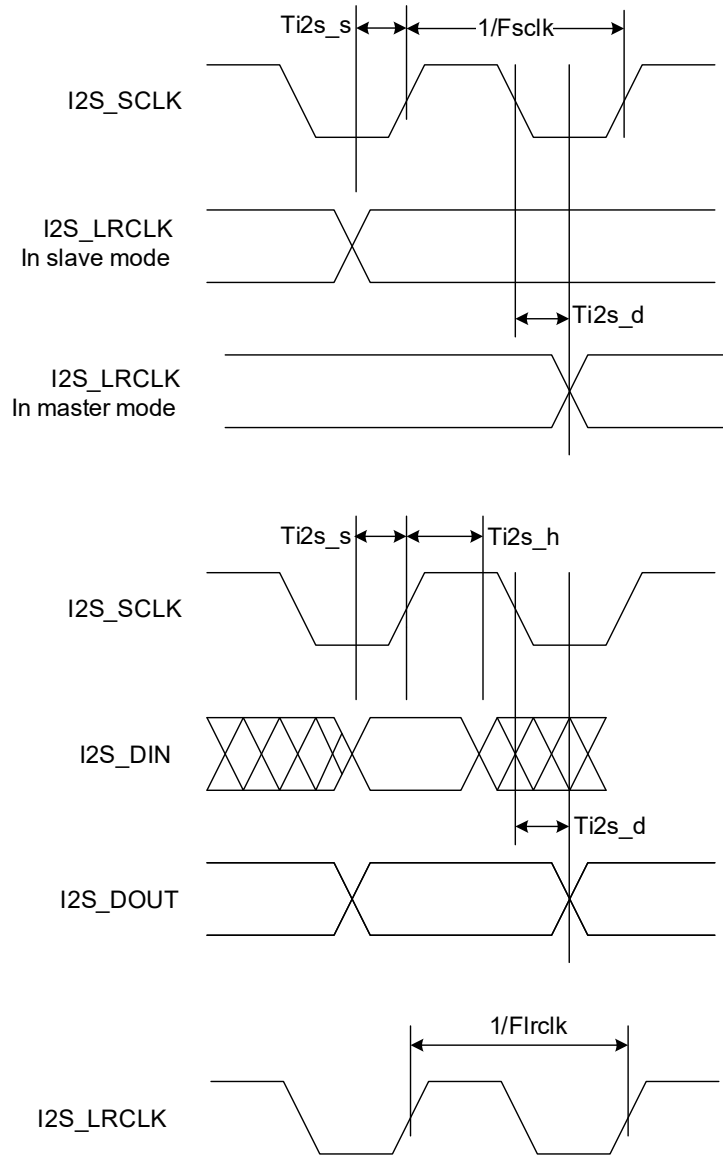 Ti2s_s
1/Fsclk
I2S_SCLK
I2S_LRCLK
In slave mode
Ti2s_d
I2S_LRCLK
In master mode
Ti2s_s
Ti2s_h
I2S_SCLK
I2S_DIN
Ti2s_d
I2S_DOUT
1/Flrclk
I2S_LRCLK